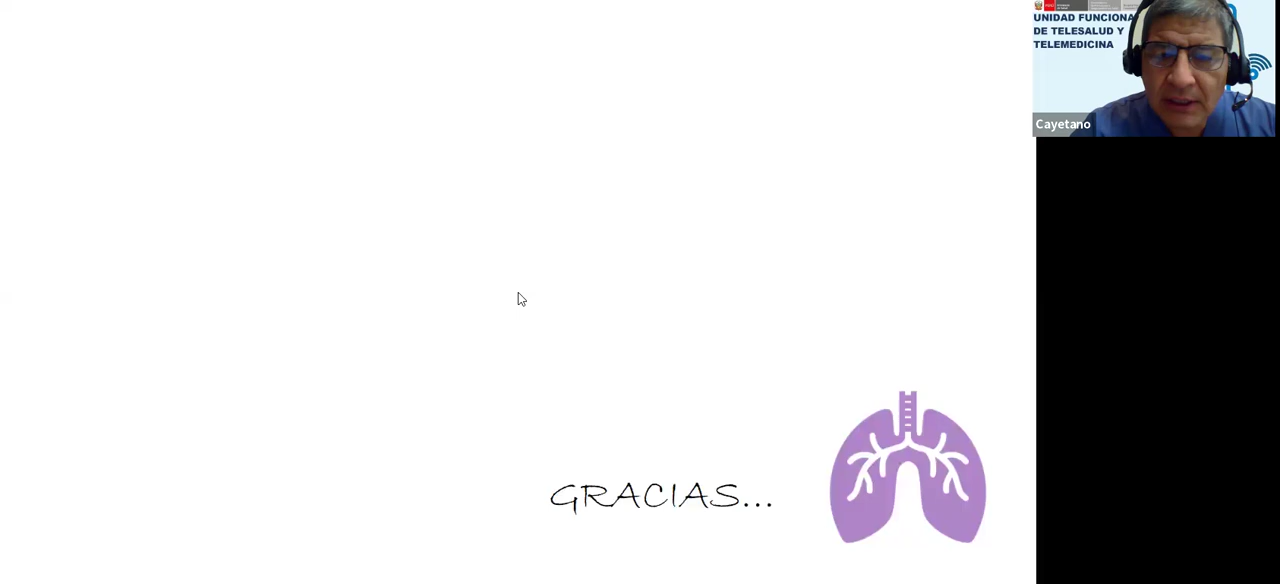 UNIDAD FUNCIONA
DE TELESALUD Y
TELEMEDICINA
Cayetano
GRACIAS...